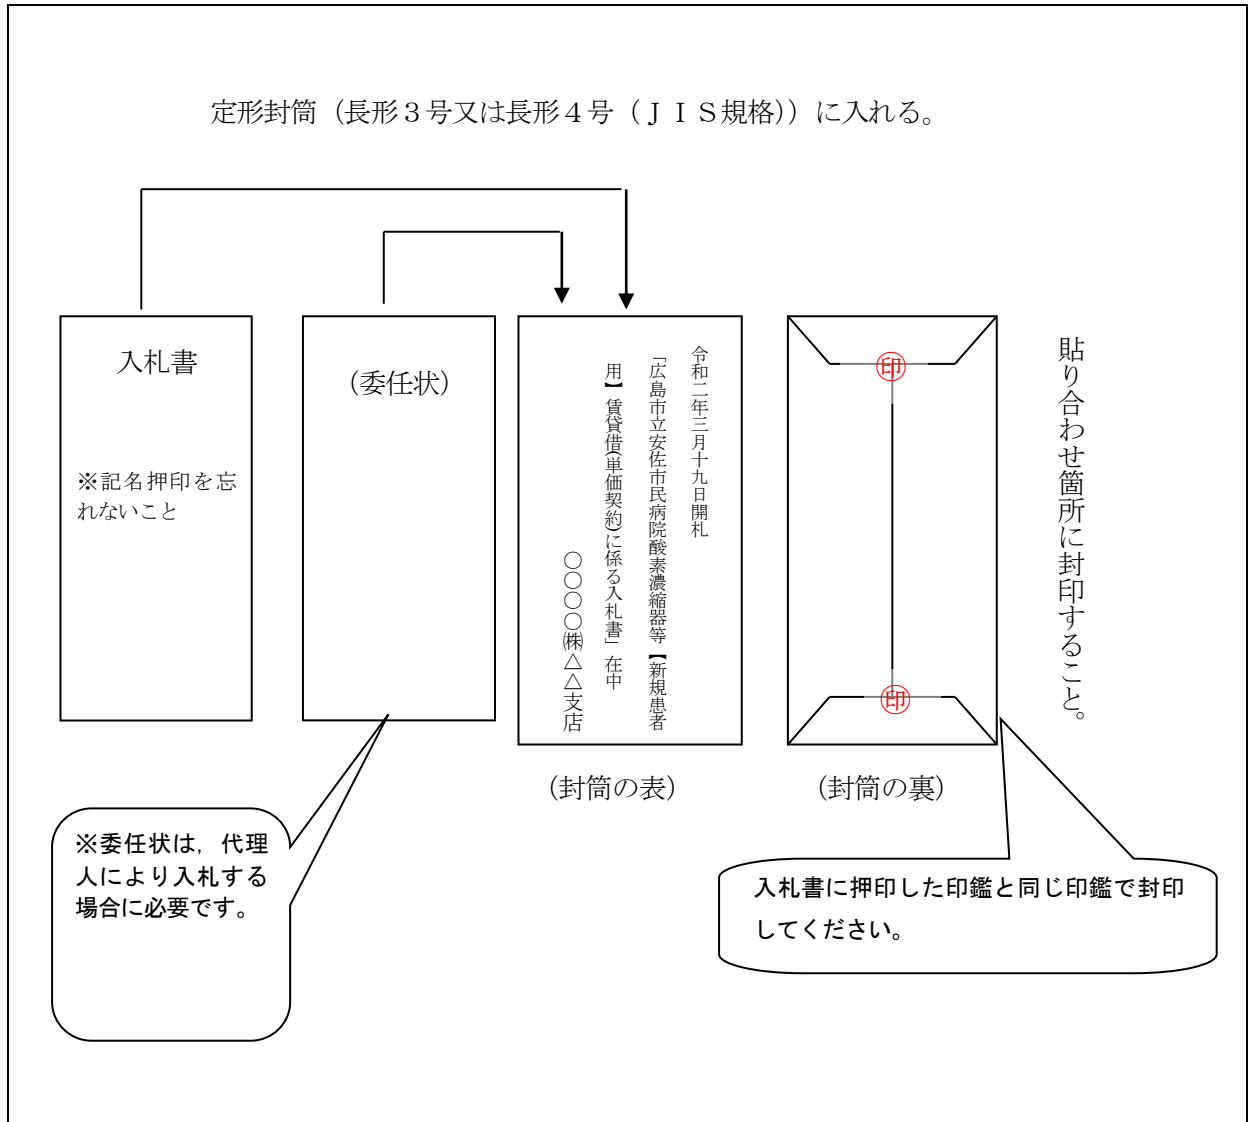 定形封筒（長形３号又は長形４号（ＪＩＳ規格））に入れる。
入札書
※記名押印を忘
れないこと
（委任状）
令和二年三月十九日開札
「広島市立安佐市民病院酸素濃縮器等【新規患者
用】賃貸借(単価契約)に係る入札書」在中
○○○○㈱△△支店
（封筒の表）
印
印
（封筒の裏）
貼り合わせ箇所に封印すること。
※委任状は，代理
人により入札する
場合に必要です。
入札書に押印した印鑑と同じ印鑑で封印
してください。